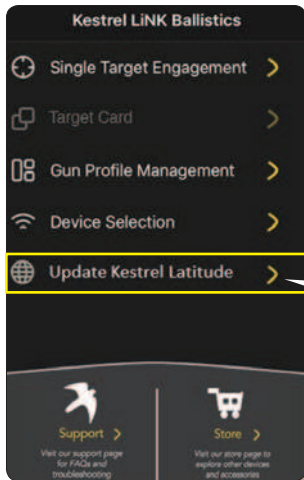 Kestrel LiNK Ballistics
Single Target Engagement
Target Card
Gun Profile Management
Device Selection
Update Kestrel Latitude
Support
Store
Visit our support page
for FAQs and
troubleshooting
Visit our store page to
explore other devices
and accessories